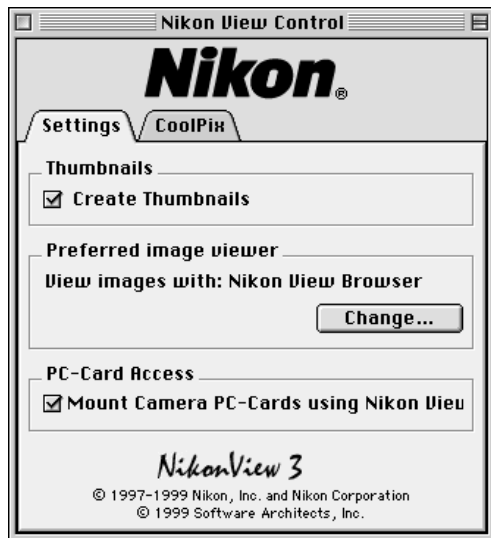 Nikon View Control
Nikon®
Settings CoolPix
Thumbnails
Create Thumbnails
Preferred image viewer
View images with: Nikon View Browser
Change...
PC-Card Access
Mount Camera PC-Cards using Nikon View
NikonView 3
© 1997-1999 Nikon, Inc. and Nikon Corporation
© 1999 Software Architects, Inc.